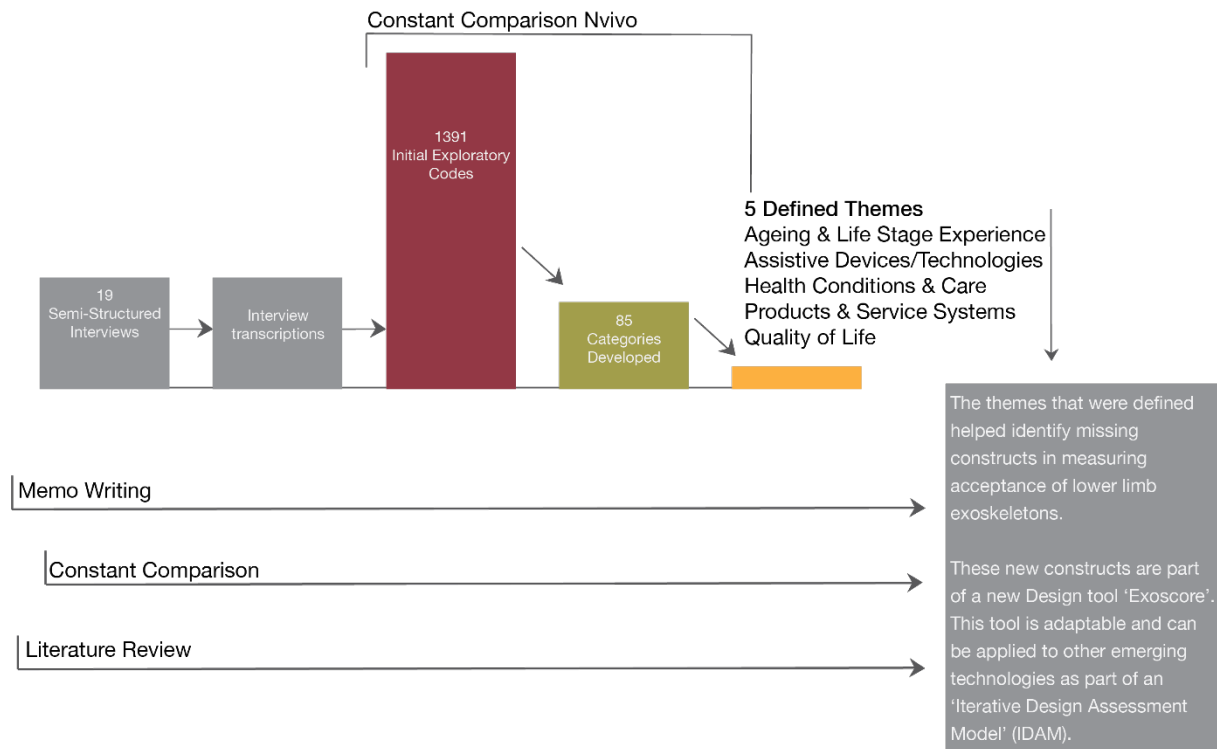 Constant Comparison Nvivo
1391
Initial Exploratory
Codes
19
Semi-Structured
Interviews
Interview
transcriptions
85
Categories
Developed
5 Defined Themes
Ageing & Life Stage Experience
Assistive Devices/Technologies
Health Conditions & Care
Products & Service Systems
Quality of Life
The themes that were defined
helped identify missing
constructs in measuring
acceptance of lower limb
exoskeletons.
These new constructs are part
of a new Design tool ‘Exoscore’.
This tool is adaptable and can
be applied to other emerging
technologies as part of an
‘Iterative Design Assessment
Model’ (IDAM).
Memo Writing
Constant Comparison
Literature Review